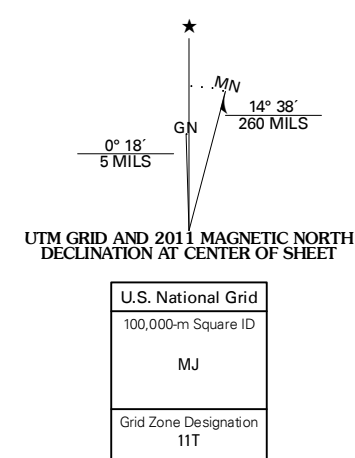 ★
MN
14° 38´
260 MILS
GN
0° 18´
5 MILS
UTM GRID AND 2011 MAGNETIC NORTH
DECLINATION AT CENTER OF SHEET
U.S. National Grid
100,000-m Square ID
MJ
Grid Zone Designation
11T